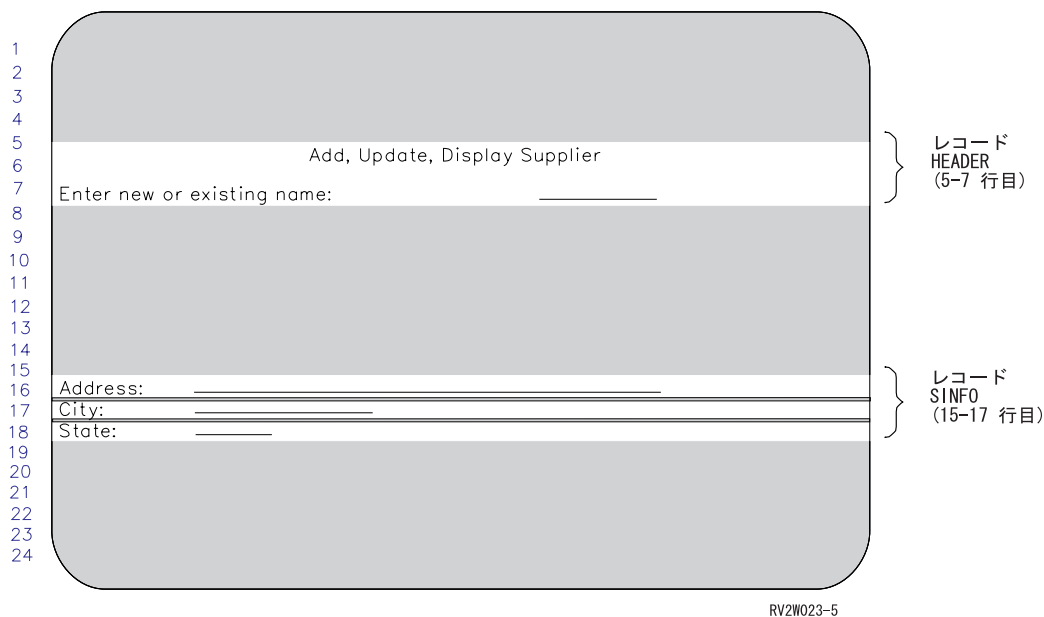 1
2
3
4
5
6
7
8
9
10
11
12
13
14
15
16
17
18
19
20
21
22
23
24
Add, Update, Display Supplier
Enter new or existing name:
レコード
HEADER
(5-7 行目)
Address:
City:
State:
レコード
SINFO
(15-17 行目)
RV2W023-5